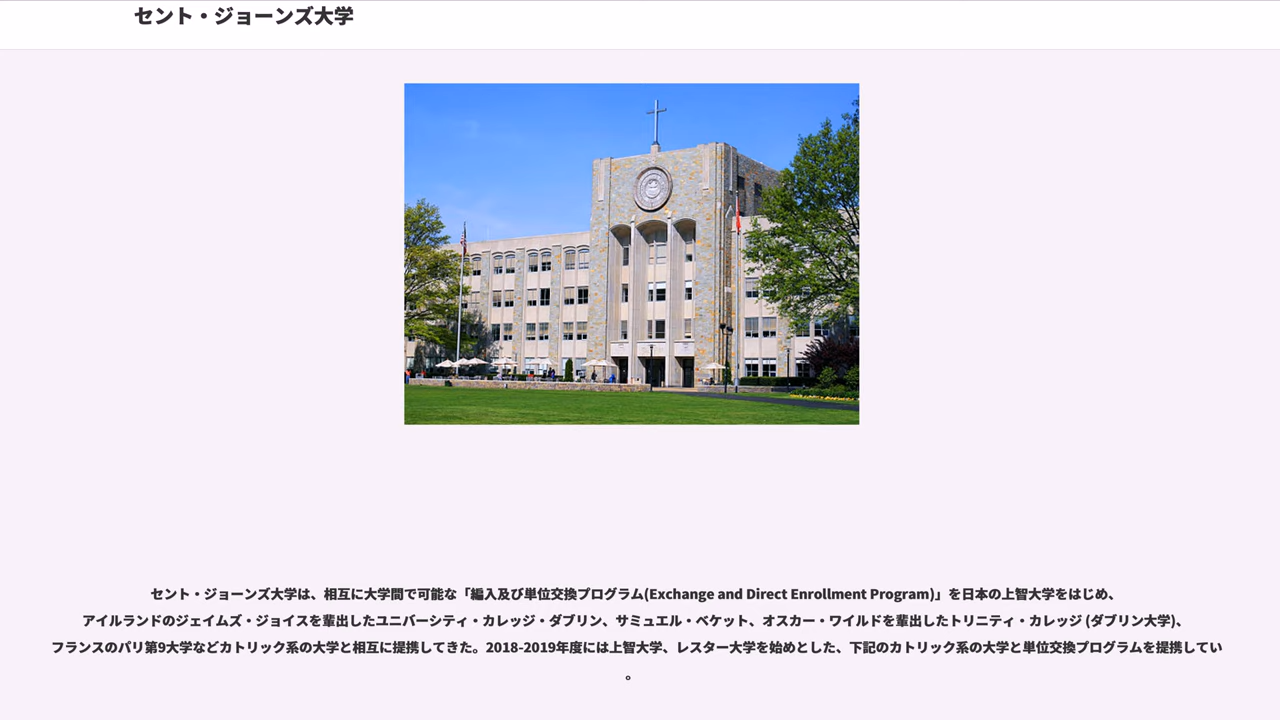 セント・ジョーンズ大学
セント・ジョーンズ大学は、相互に大学間で可能な「編入及び単位交換プログラム(Exchange and Direct Enrollment Program)」を日本の上智大学をはじめ、
アイルランドのジェイムズ・ジョイスを輩出したユニバーシティ・カレッジ・ダブリン、サミュエル・ベケット、オスカー・ワイルドを輩出したトリニティ・カレッジ (ダブリン大学)、
フランスのパリ第9大学などカトリック系の大学と相互に提携してきた。2018-2019年度には上智大学、レスター大学を始めとした、下記のカトリック系の大学と単位交換プログラムを提携してい
。